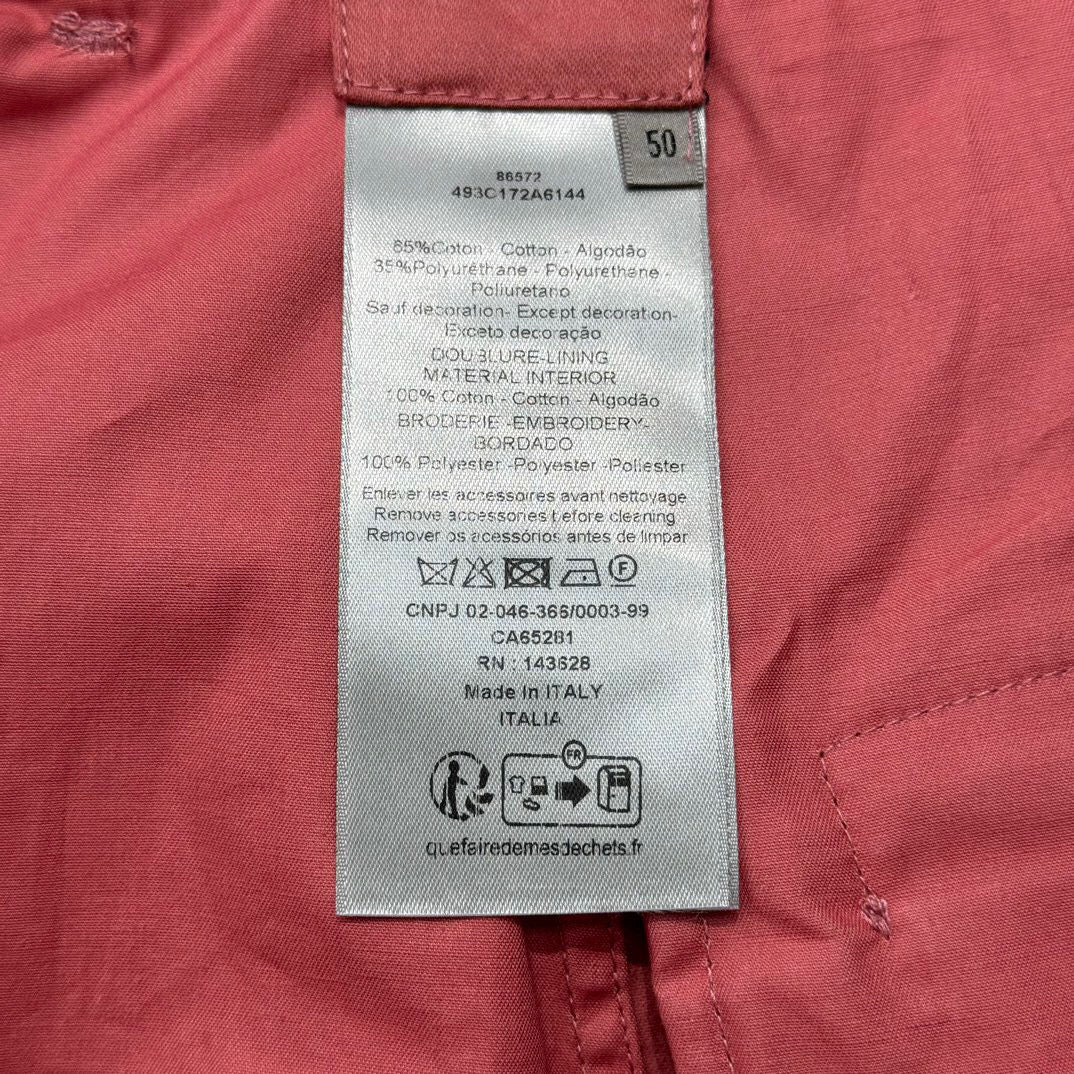 50
86572
493C172A6144
65%Coton - Cotton - Algodão
35%Polyuréthane - Polyurethane -
Poliuretano
Sauf decoration- Except decoration-
Exceto decoração
DOUBLURE-LINING
MATERIAL INTERIOR
100% Coton - Cotton - Algodão
BRODERIE -EMBROIDERY-
BORDADO
100% Polyester -Polyester -Poliester
Enlever les accessoires avant nettoyage
Remove accessories before cleaning
Remover os acessórios antes de limpar
F
CNPJ 02-046-366/0003-99
CA65281
RN : 143628
Made in ITALY
ITALIA
FR
quefairedemesdechets.fr